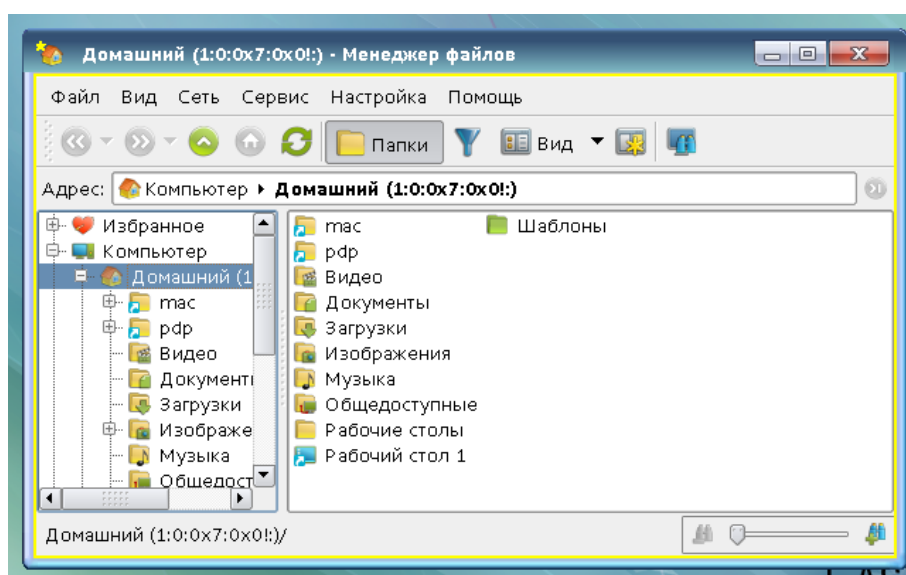 Домашний (1:0:0x7:0x0!:) - Менеджер файлов
Файл Вид Сеть Сервис Настройка Помощь
Папки Вид
Адрес: Компьютер Домашний (1:0:0x7:0x0!:)
Избранное
Компьютер
Домашний (1
mac
pdp
Видео
Документ
Загрузки
Изображе
Музыка
Общедост
mac
pdp
Видео
Документы
Загрузки
Изображения
Музыка
Общедоступные
Рабочие столы
Рабочий стол 1
Шаблоны
Домашний (1:0:0x7:0x0!:)/